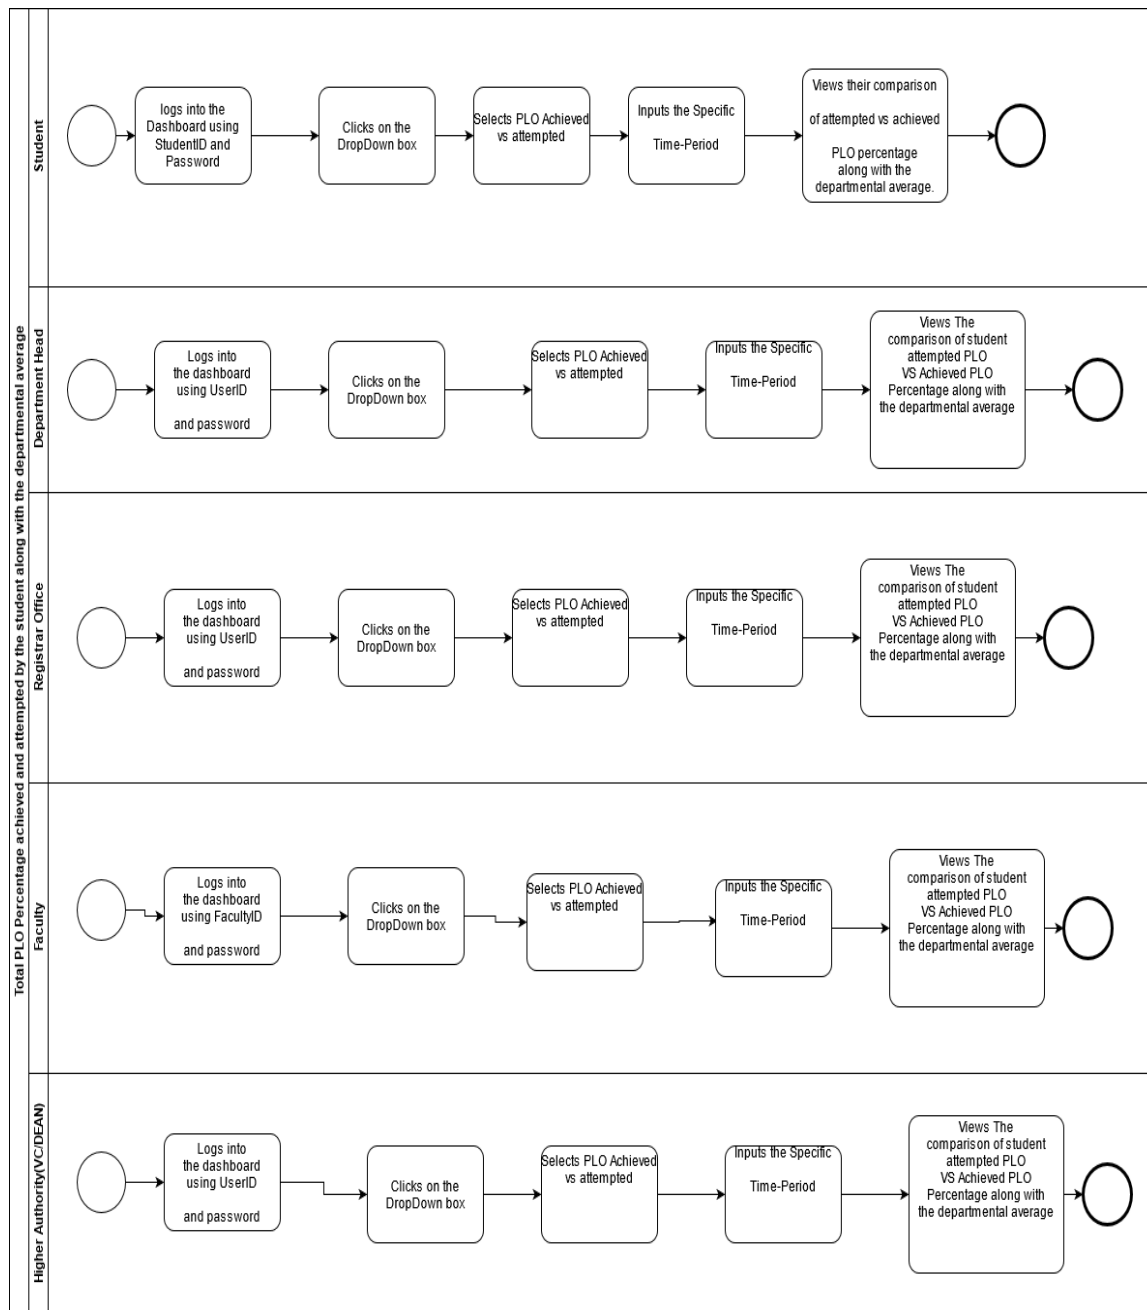 Total PLO Percentage achieved and attempted by the student along with the departmental average
Student
logs into the
Dashboard using
StudentID and
Password
Clicks on the
DropDown box
Selects PLO Achieved
vs attempted
Inputs the Specific
Time-Period
Views their comparison
of attempted vs achieved
PLO percentage
along with the
departmental average.
Department Head
Logs into
the dashboard
using UserID
and password
Clicks on the
DropDown box
Selects PLO Achieved
vs attempted
Inputs the Specific
Time-Period
Views The
comparison of student
attempted PLO
VS Achieved PLO
Percentage along with
the departmental average
Registrar Office
Logs into
the dashboard
using UserID
and password
Clicks on the
DropDown box
Selects PLO Achieved
vs attempted
Inputs the Specific
Time-Period
Views The
comparison of student
attempted PLO
VS Achieved PLO
Percentage along with
the departmental average
Faculty
Logs into
the dashboard
using FacultyID
and password
Clicks on the
DropDown box
Selects PLO Achieved
vs attempted
Inputs the Specific
Time-Period
Views The
comparison of student
attempted PLO
VS Achieved PLO
Percentage along with
the departmental average
Higher Authority(VC/DEAN)
Logs into
the dashboard
using UserID
and password
Clicks on the
DropDown box
Selects PLO Achieved
vs attempted
Inputs the Specific
Time-Period
Views The
comparison of student
attempted PLO
VS Achieved PLO
Percentage along with
the departmental average